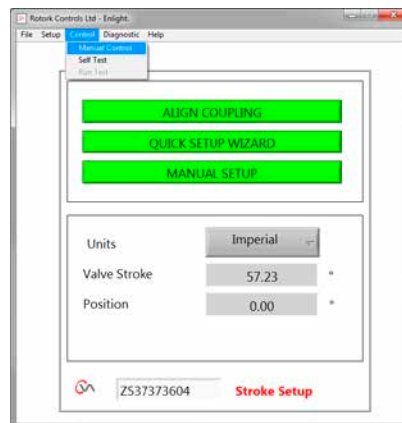 Rotork Controls Ltd - Enlight.
File Setup Control Diagnostic Help
Manual Control
Self Test
Run Test
ALIGN COUPLING
QUICK SETUP WIZARD
MANUAL SETUP
Units Imperial
Valve Stroke 57.23 °
Position 0.00 °
ZS37373604 Stroke Setup